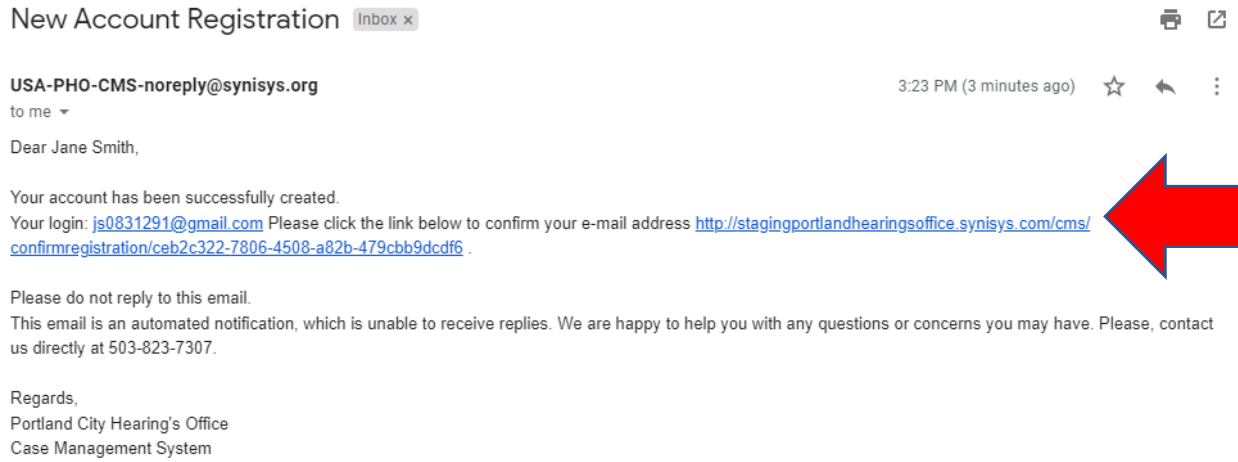 New Account Registration Inbox ×
USA-PHO-CMS-noreply@synisys.org 3:23 PM (3 minutes ago)
to me
Dear Jane Smith,
Your account has been successfully created.
Your login: js0831291@gmail.com Please click the link below to confirm your e-mail address http://stagingportlandhearingsoffice.synisys.com/cms/
confirmregistration/ceb2c322-7806-4508-a82b-479cbb9dcdf6 .
Please do not reply to this email.
This email is an automated notification, which is unable to receive replies. We are happy to help you with any questions or concerns you may have. Please, contact
us directly at 503-823-7307.
Regards,
Portland City Hearing's Office
Case Management System